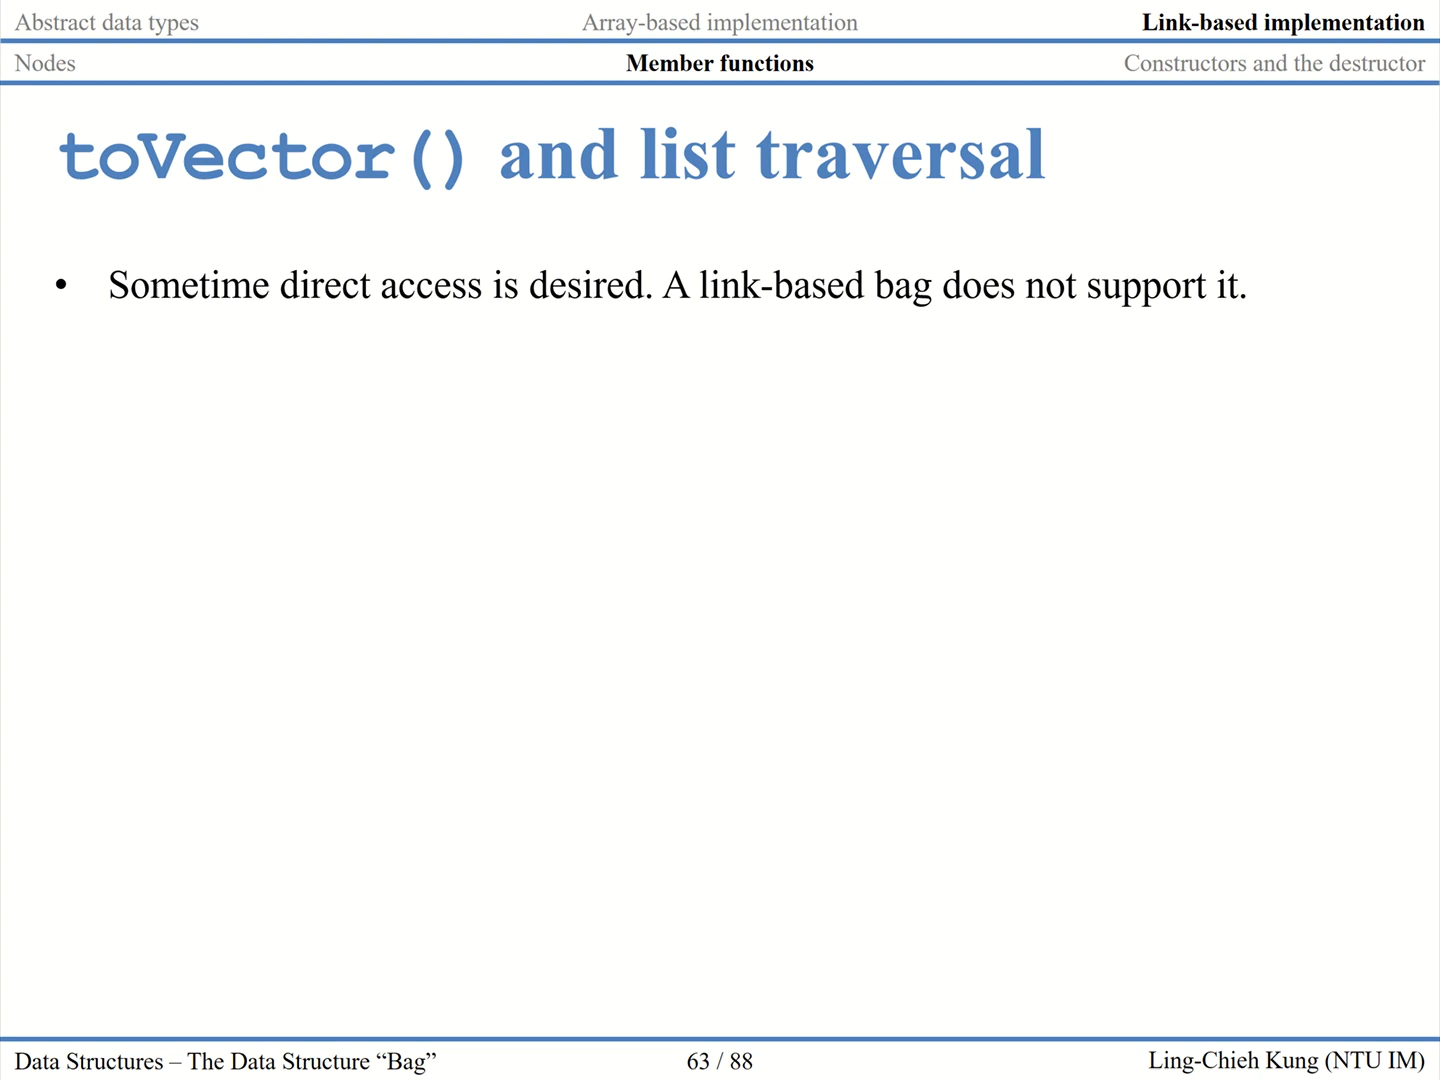 Abstract data types Array-based implementation Link-based implementation
Nodes Member functions Constructors and the destructor
toVector() and list traversal
• Sometime direct access is desired. A link-based bag does not support it.
Data Structures – The Data Structure “Bag” 63 / 88 Ling-Chieh Kung (NTU IM)